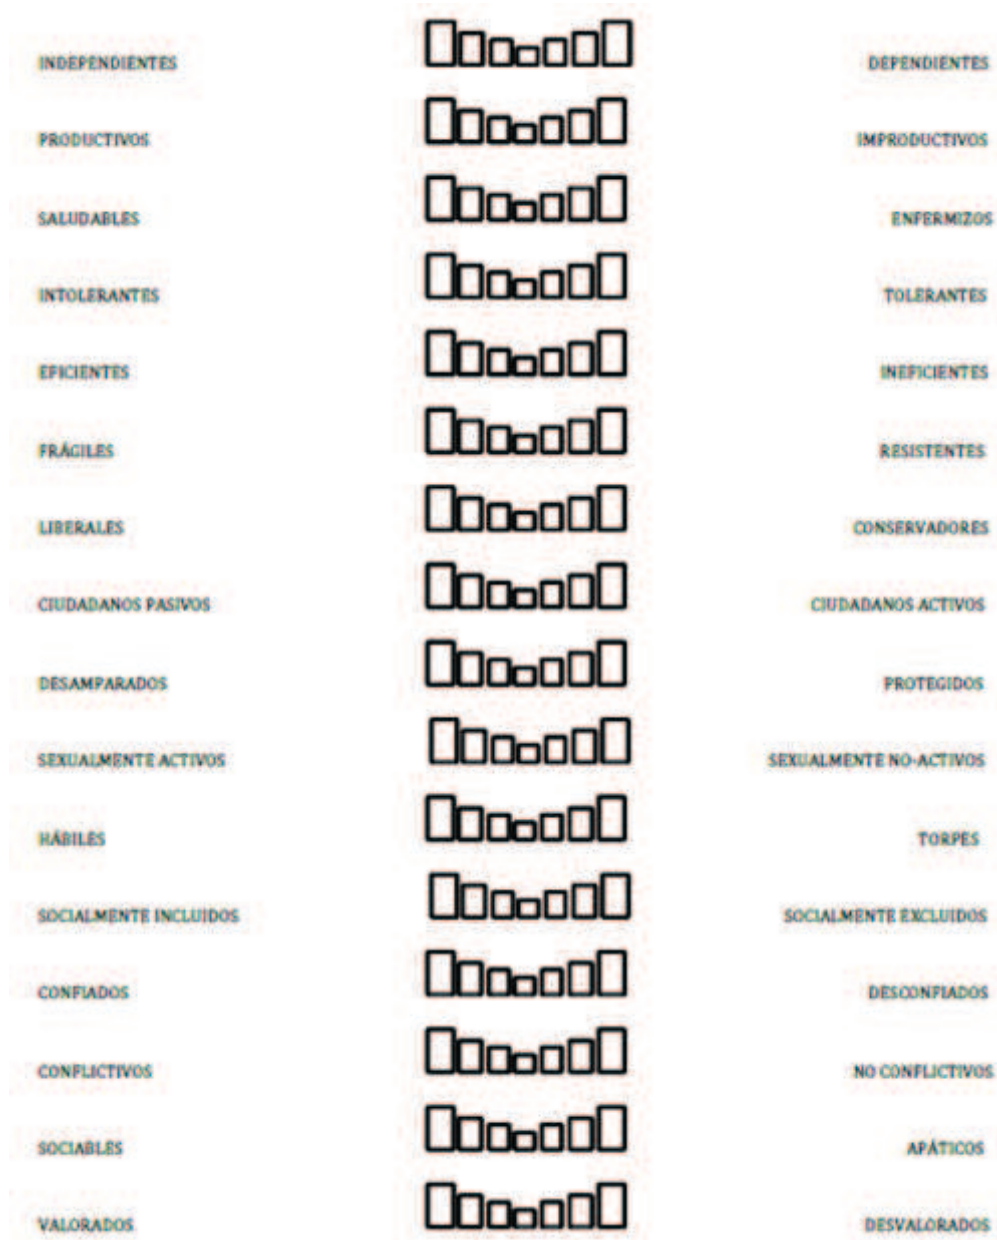 INDEPENDIENTES DEPENDIENTES
PRODUCTIVOS IMPRODUCTIVOS
SALUDABLES ENFERMIZOS
INTOLERANTES TOLERANTES
EFICIENTES INEFICIENTES
FRÁGILES RESISTENTES
LIBERALES CONSERVADORES
CIUDADANOS PASIVOS CIUDADANOS ACTIVOS
DESAMPARADOS PROTEGIDOS
SEXUALMENTE ACTIVOS SEXUALMENTE NO-ACTIVOS
HÁBILES TORPES
SOCIALMENTE INCLUIDOS SOCIALMENTE EXCLUIDOS
CONFIADOS DESCONFIADOS
CONFLICTIVOS NO CONFLICTIVOS
SOCIABLES APÁTICOS
VALORADOS DESVALORADOS